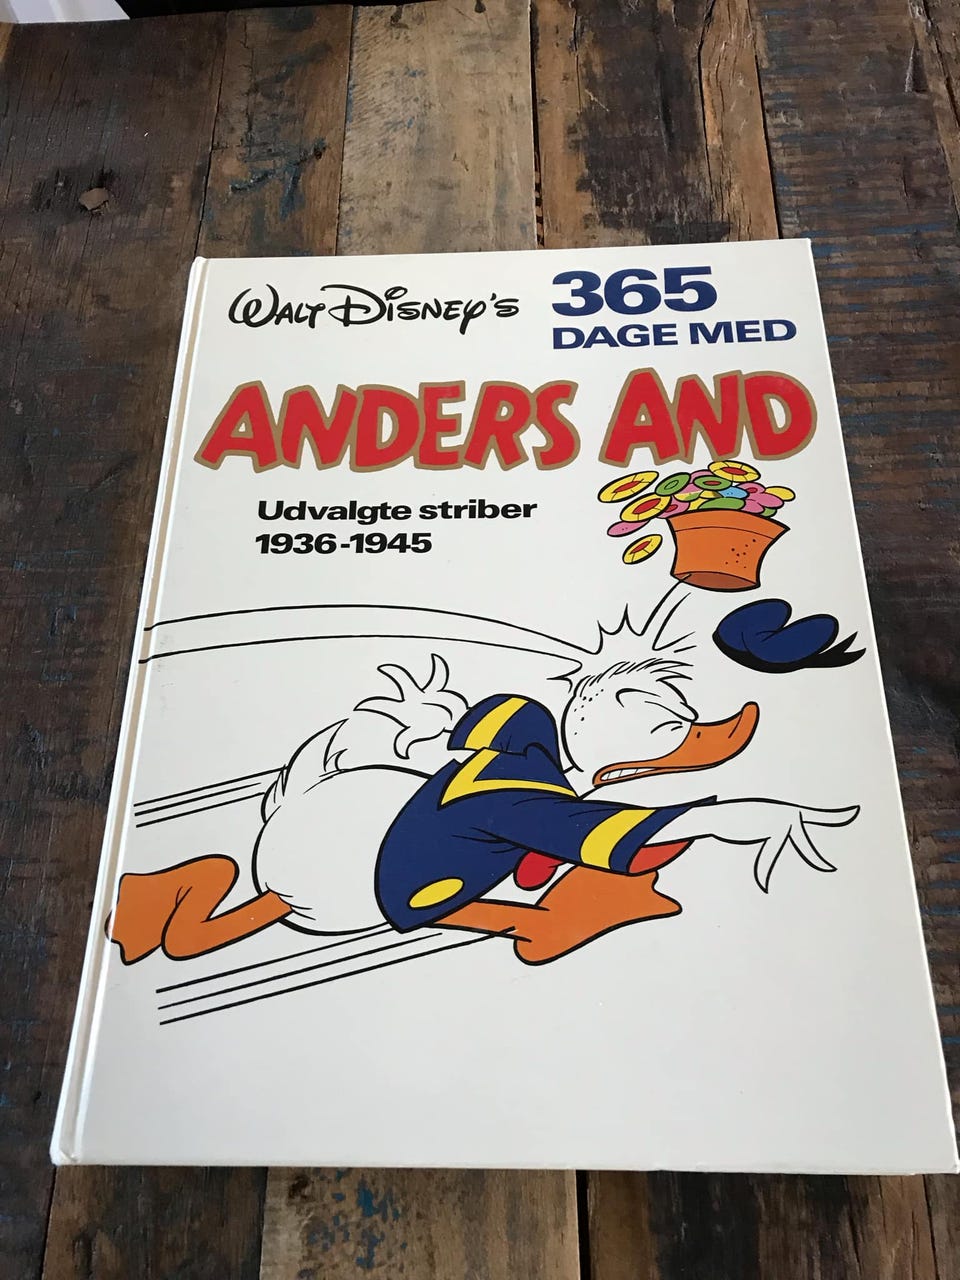 WALT DISNEY'S
365
DAGE MED
ANDERS AND
Udvalgte striber
1936-1945